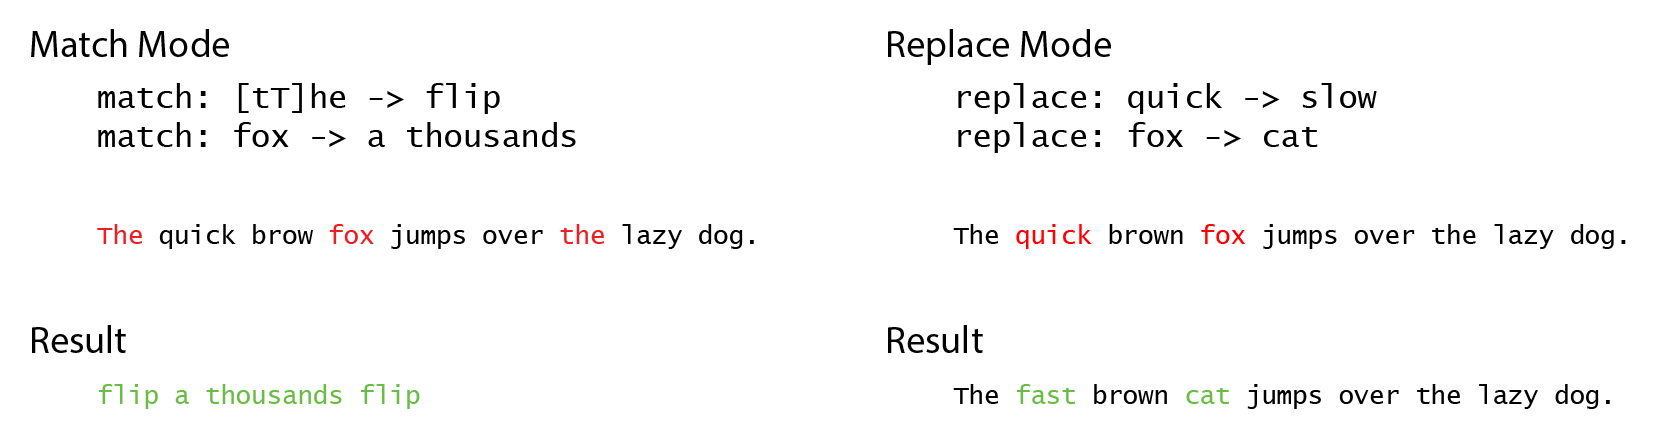 Match Mode
match: [tT]he -> flip
match: fox -> a thousands
The quick brow fox jumps over the lazy dog.
Result
flip a thousands flip
Replace Mode
replace: quick -> slow
replace: fox -> cat
The quick brown fox jumps over the lazy dog.
Result
The fast brown cat jumps over the lazy dog.